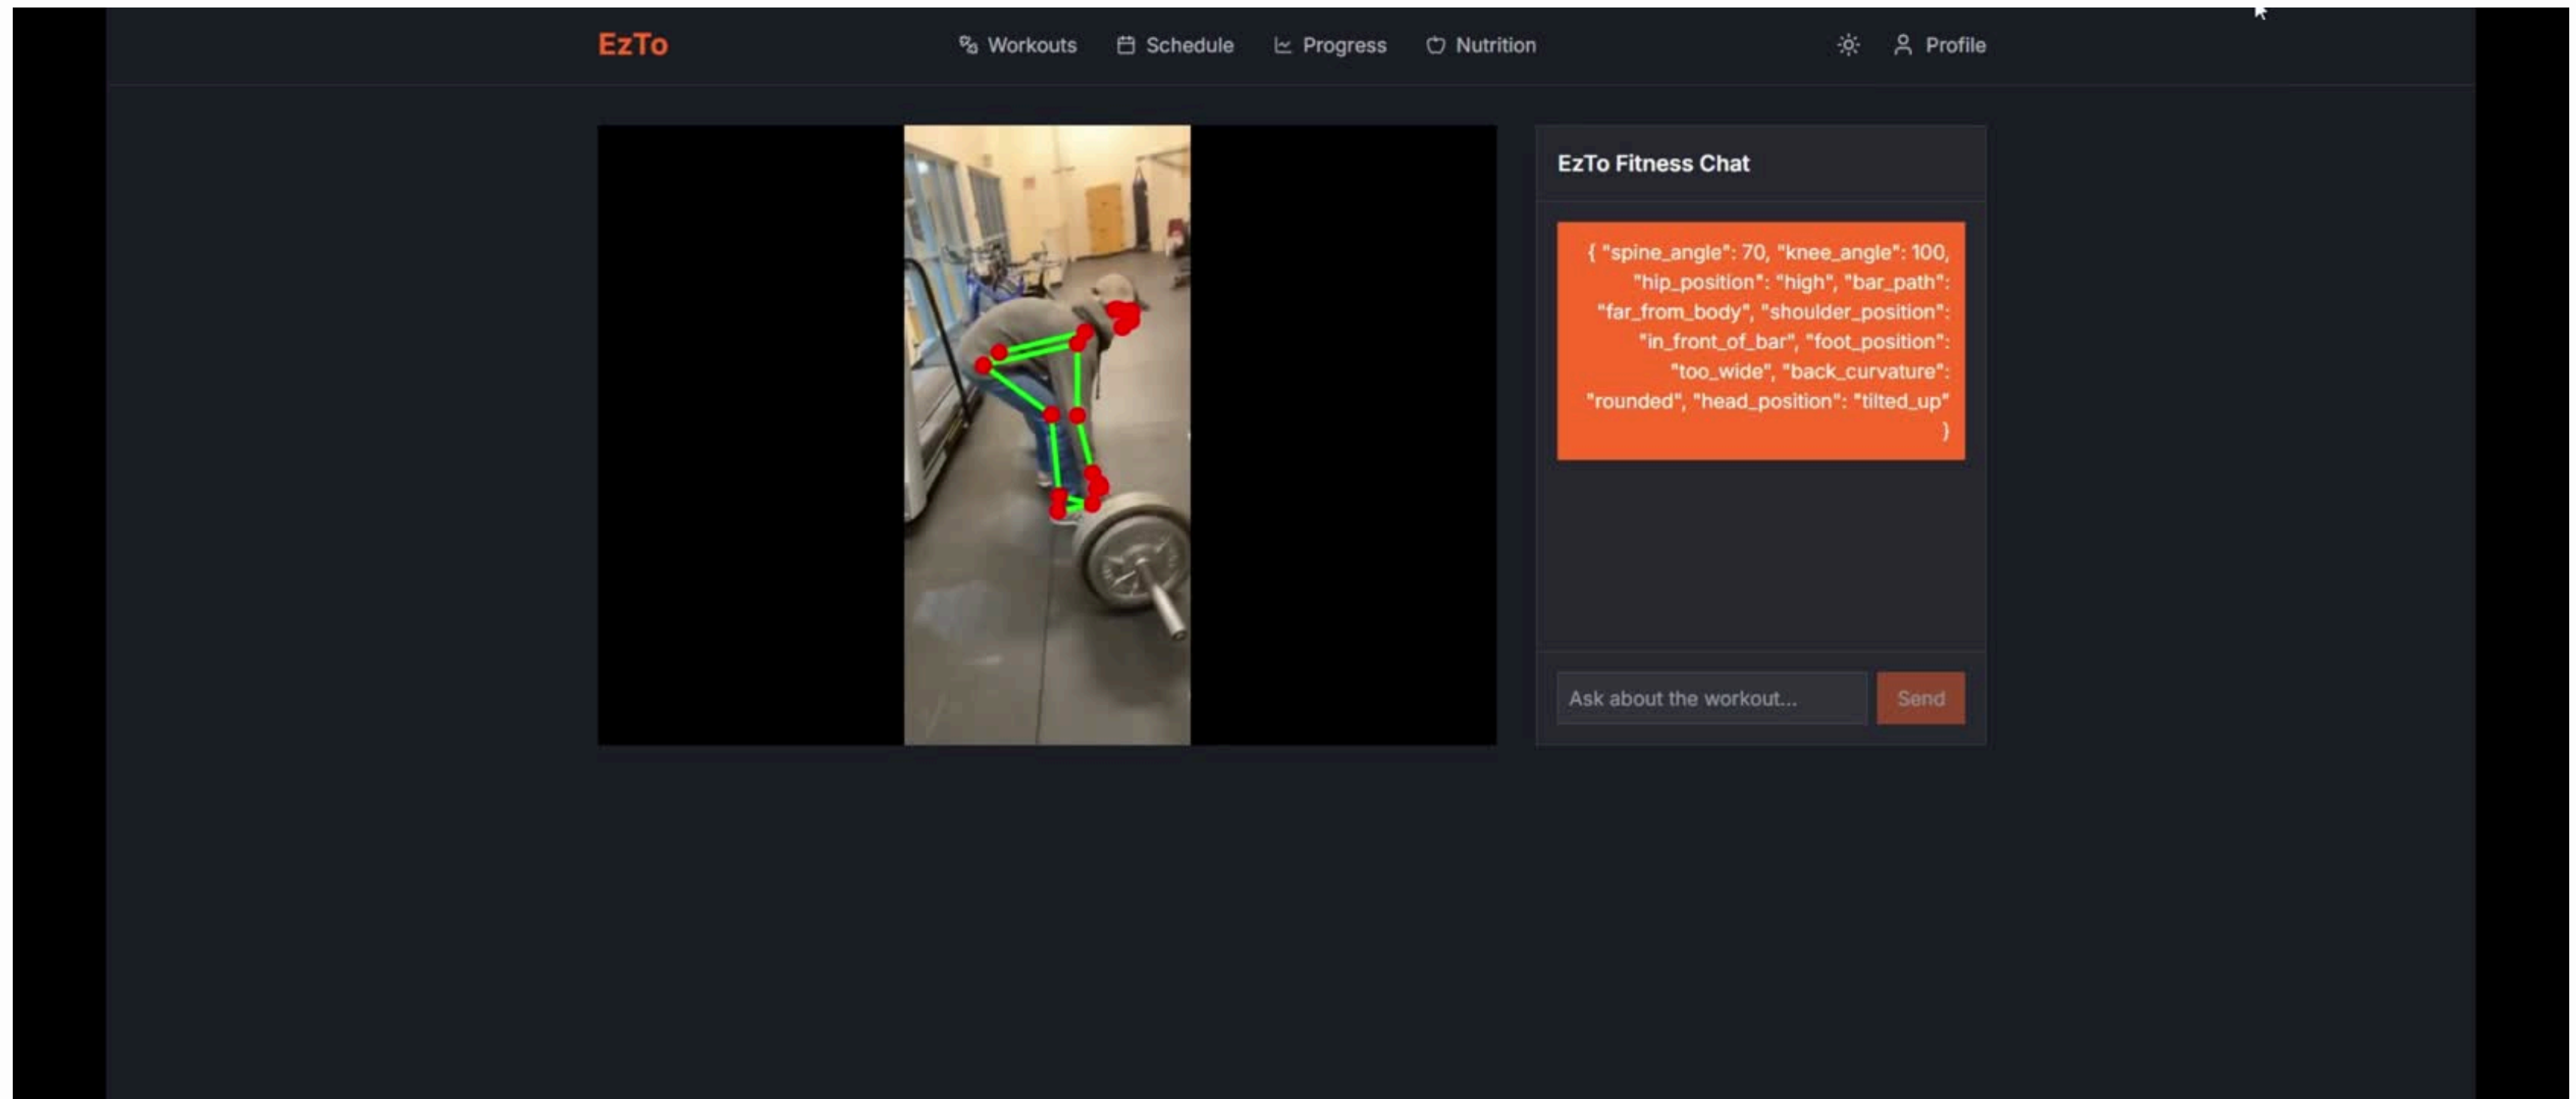 EzTo
Workouts
Schedule
Progress
Nutrition
Profile
EzTo Fitness Chat
{ "spine_angle": 70, "knee_angle": 100,
"hip_position": "high", "bar_path":
"far_from_body", "shoulder_position":
"in_front_of_bar", "foot_position":
"too_wide", "back_curvature":
"rounded", "head_position": "tilted_up"
}
Ask about the workout...
Send